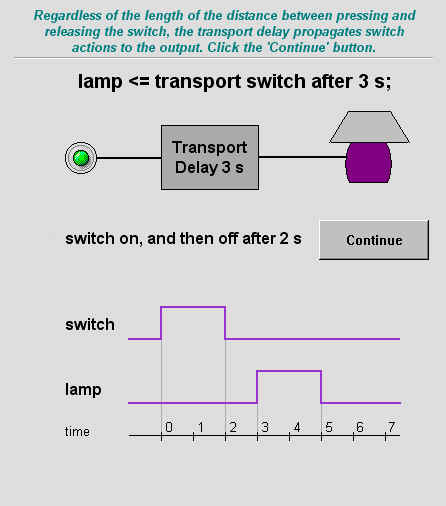 Regardless of the length of the distance between pressing and
releasing the switch, the transport delay propagates switch
actions to the output. Click the 'Continue' button.
lamp <= transport switch after 3 s;
Transport
Delay 3 s
switch on, and then off after 2 s
Continue
switch
lamp
time 0 1 2 3 4 5 6 7